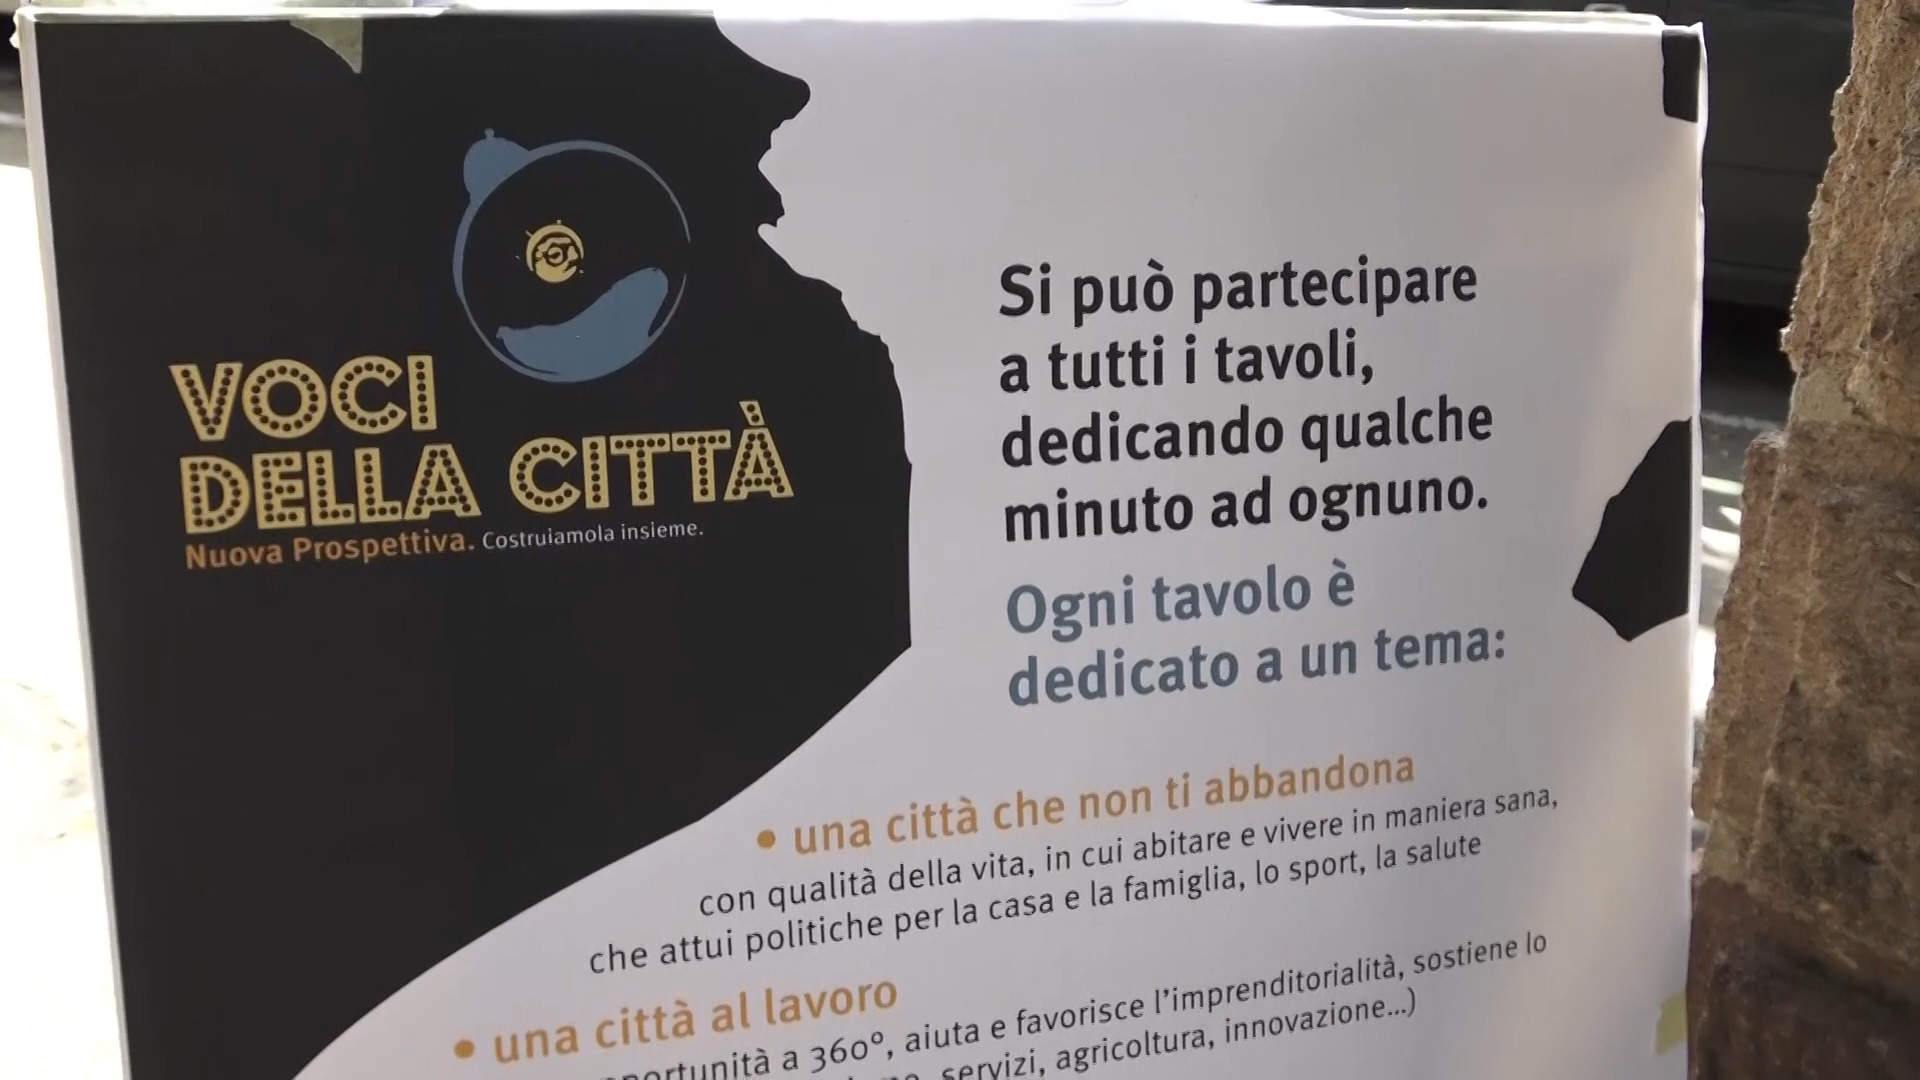 VOCI
DELLA CITTÀ
Nuova Prospettiva. Costruiamola insieme.
Si può partecipare
a tutti i tavoli,
dedicando qualche
minuto ad ognuno.
Ogni tavolo è
dedicato a un tema:
• una città che non ti abbandona
con qualità della vita, in cui abitare e vivere in maniera sana,
che attui politiche per la casa e la famiglia, lo sport, la salute
• una città al lavoro
a 360°, aiuta e favorisce l'imprenditorialità, sostiene lo
servizi, agricoltura, innovazione...)